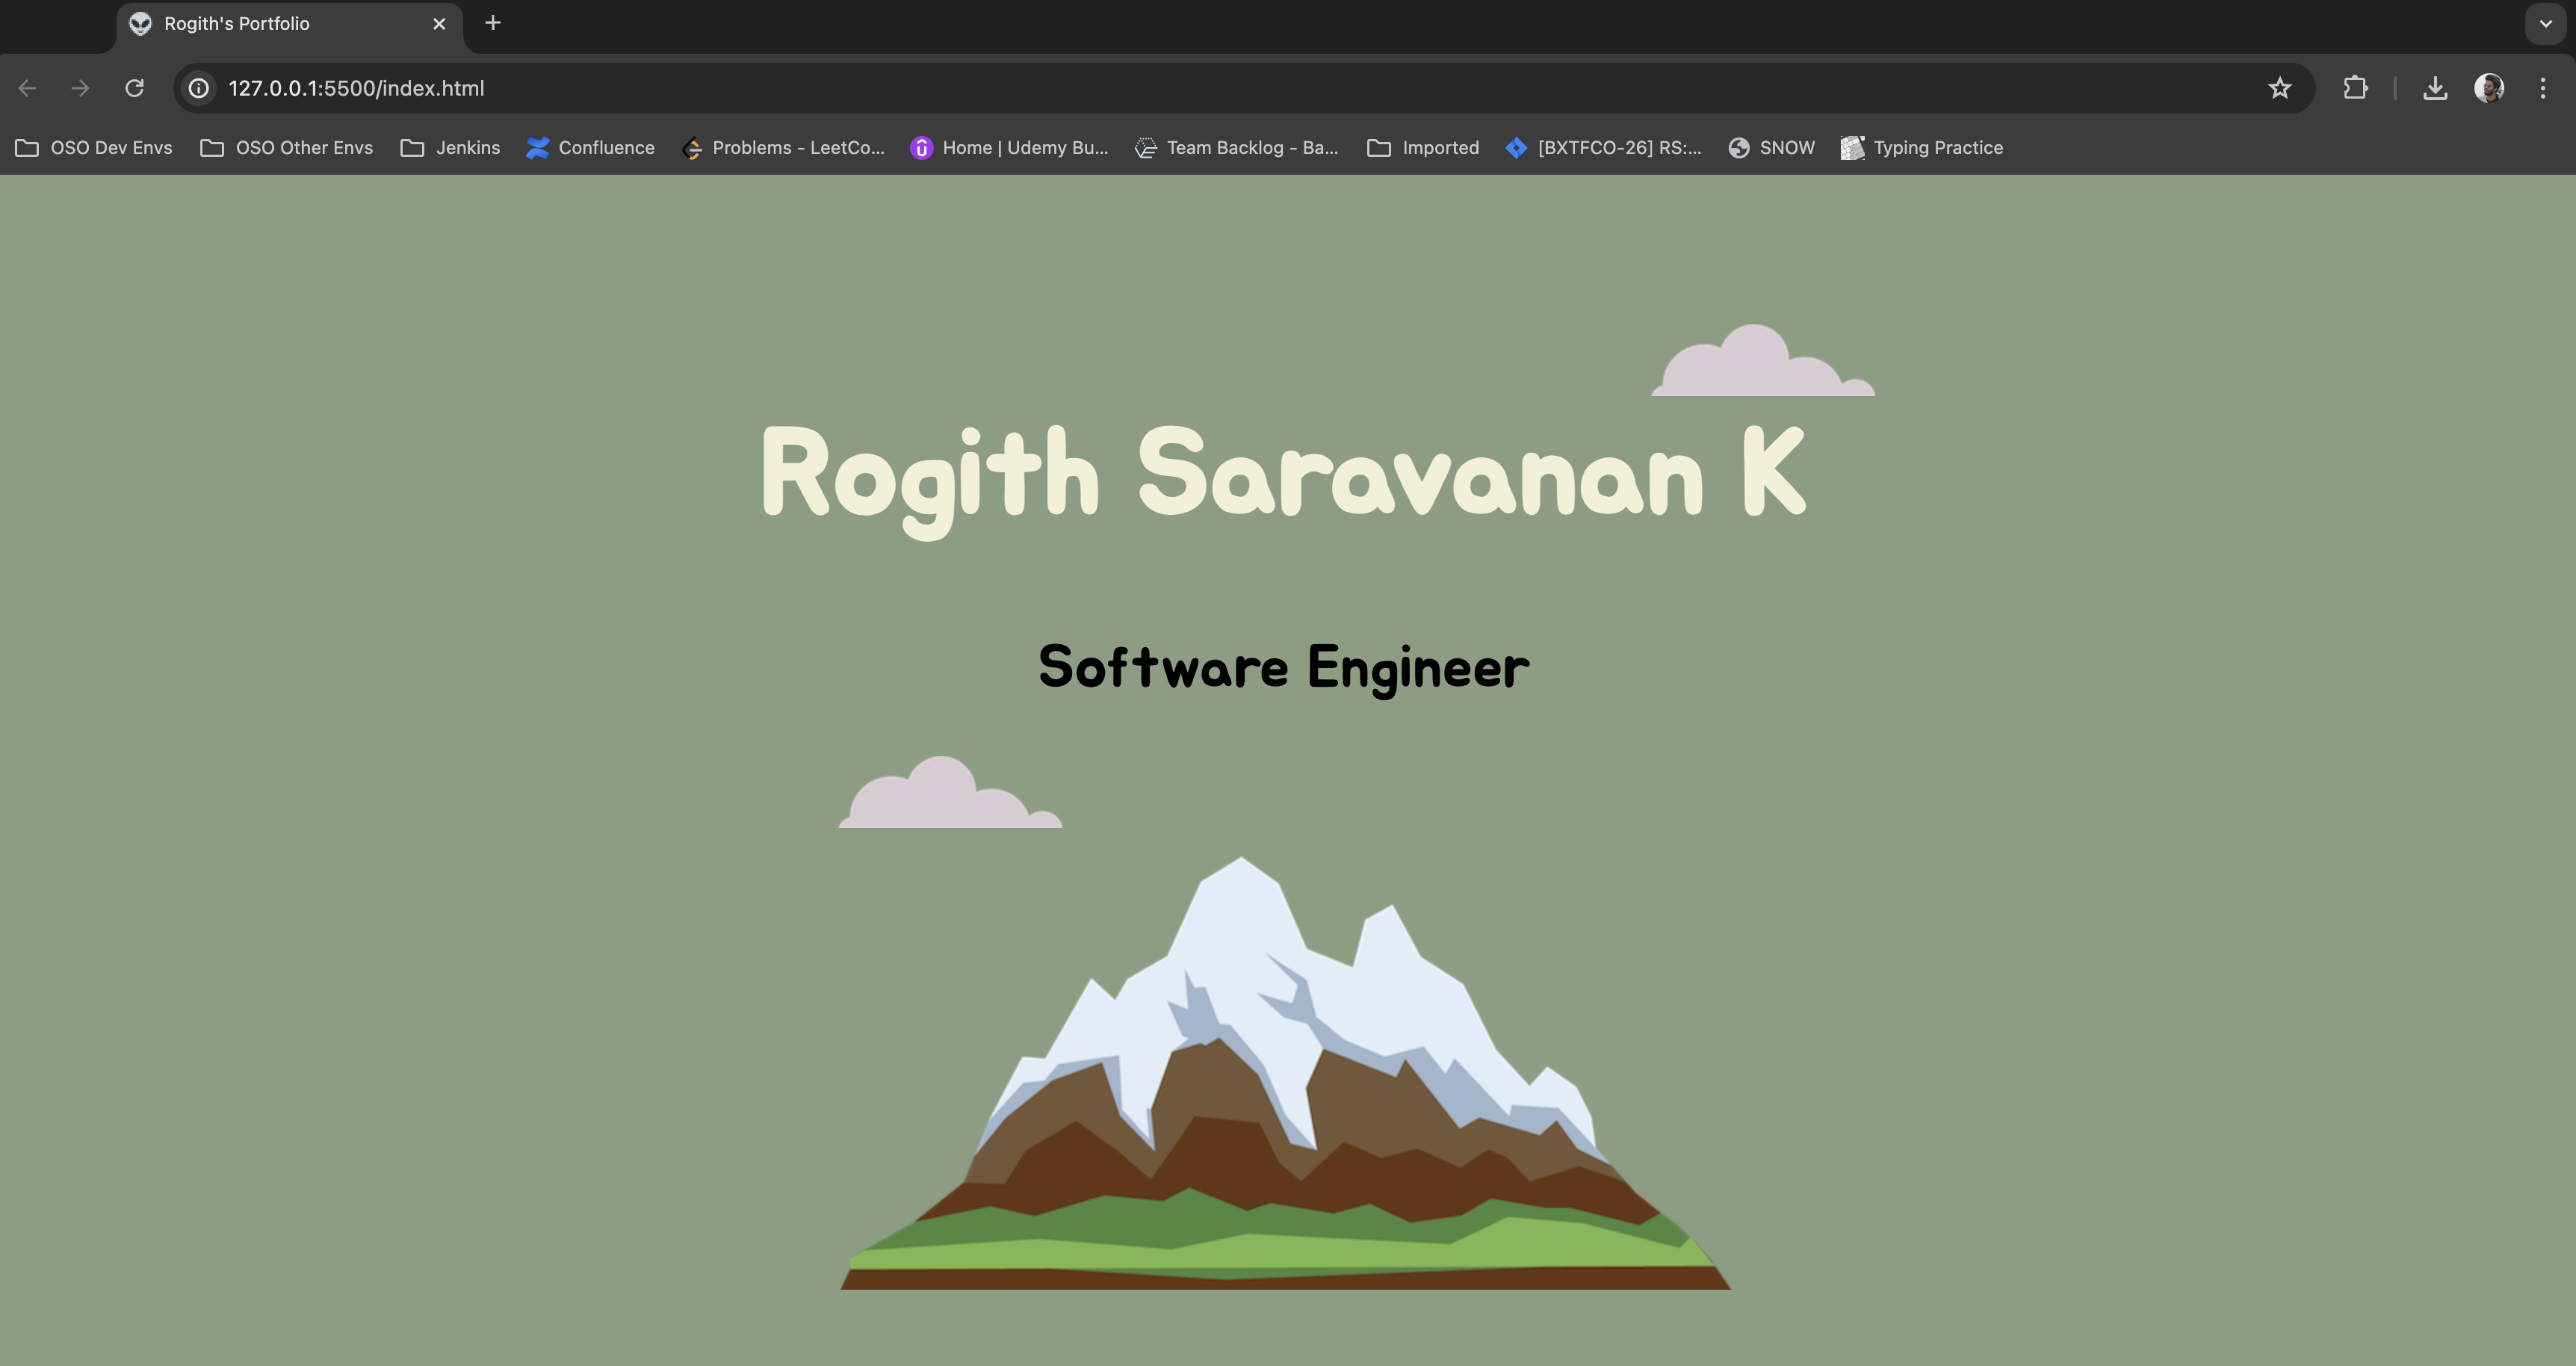 Rogith's Portfolio
127.0.0.1:5500/index.html
OSO Dev Envs OSO Other Envs Jenkins Confluence Problems - LeetCo... Home | Udemy Bu... Team Backlog - Ba... Imported [BXTFCO-26] RS:... SNOW Typing Practice
Rogith Saravanan K
Software Engineer